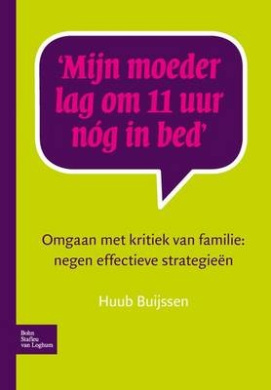 ‘Mijn moeder
lag om 11 uur
nóg in bed’
Omgaan met kritiek van familie:
negen effectieve strategieën
Huub Buijssen
Bohn
Stafleu
van Loghum